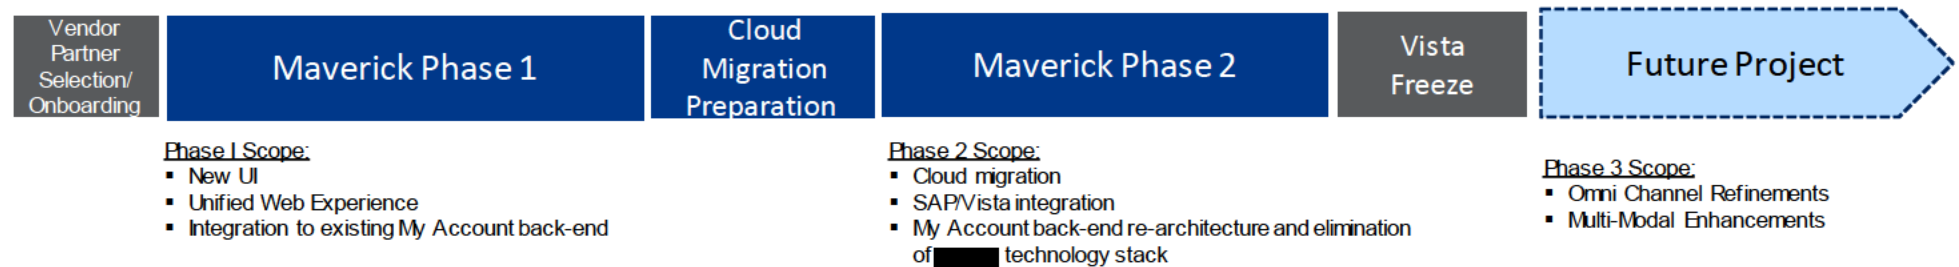 Vendor
Partner
Selection/
Onboarding
Maverick Phase 1
Cloud
Migration
Preparation
Maverick Phase 2
Vista
Freeze
Future Project
Phase I Scope:
▪ New UI
▪ Unified Web Experience
▪ Integration to existing My Account back-end
Phase 2 Scope:
▪ Cloud migration
▪ SAP/Vista integration
▪ My Account back-end re-architecture and elimination
of technology stack
Phase 3 Scope:
▪ Omni Channel Refinements
▪ Multi-Modal Enhancements